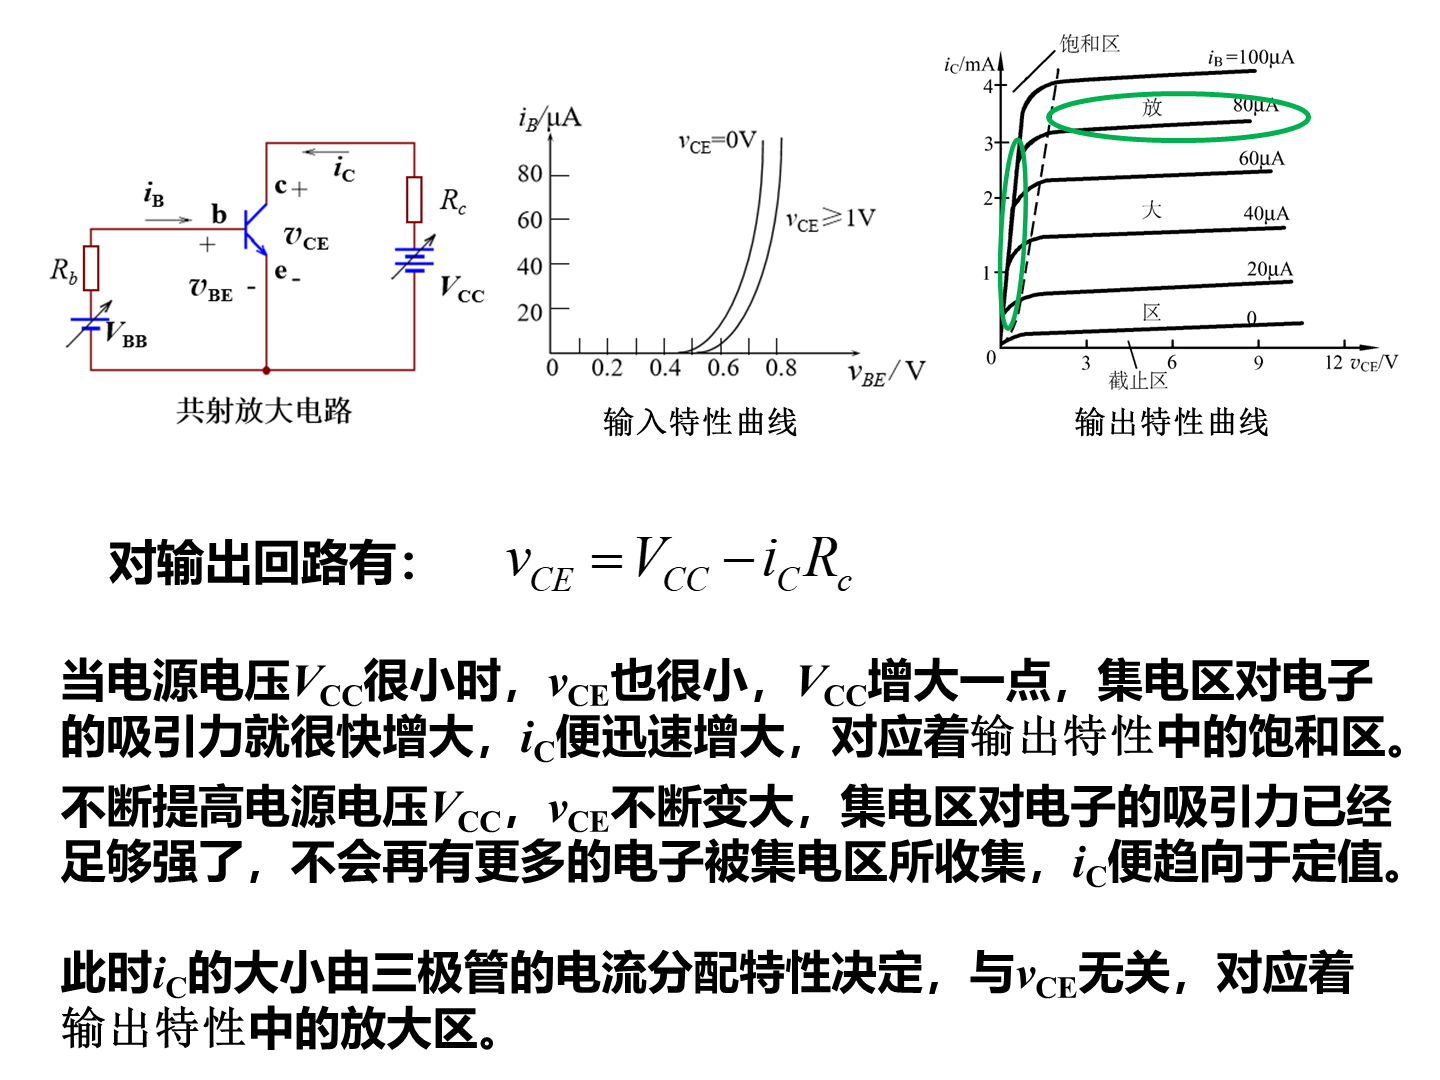 iB
b
+
Rb
VBB
vBE
-
c+
vCE
e-
iC
Rc
VCC
共射放大电路
iB/μA
80
60
40
20
0 0.2 0.4 0.6 0.8
vBE/ V
vCE=0V
vCE≥1V
输入特性曲线
饱和区
iC/mA
4
3
2
1
0
iB=100μA
80μA
60μA
40μA
20μA
0
放
大
区
3 6 9 12 vCE/V
截止区
输出特性曲线
对输出回路有：
vCE = VCC − iC Rc
当电源电压VCC很小时，vCE也很小，VCC增大一点，集电区对电子
的吸引力就很快增大，iC便迅速增大，对应着输出特性中的饱和区。
不断提高电源电压VCC，vCE不断变大，集电区对电子的吸引力已经
足够强了，不会再有更多的电子被集电区所收集，iC便趋向于定值。
此时iC的大小由三极管的电流分配特性决定，与vCE无关，对应着
输出特性中的放大区。